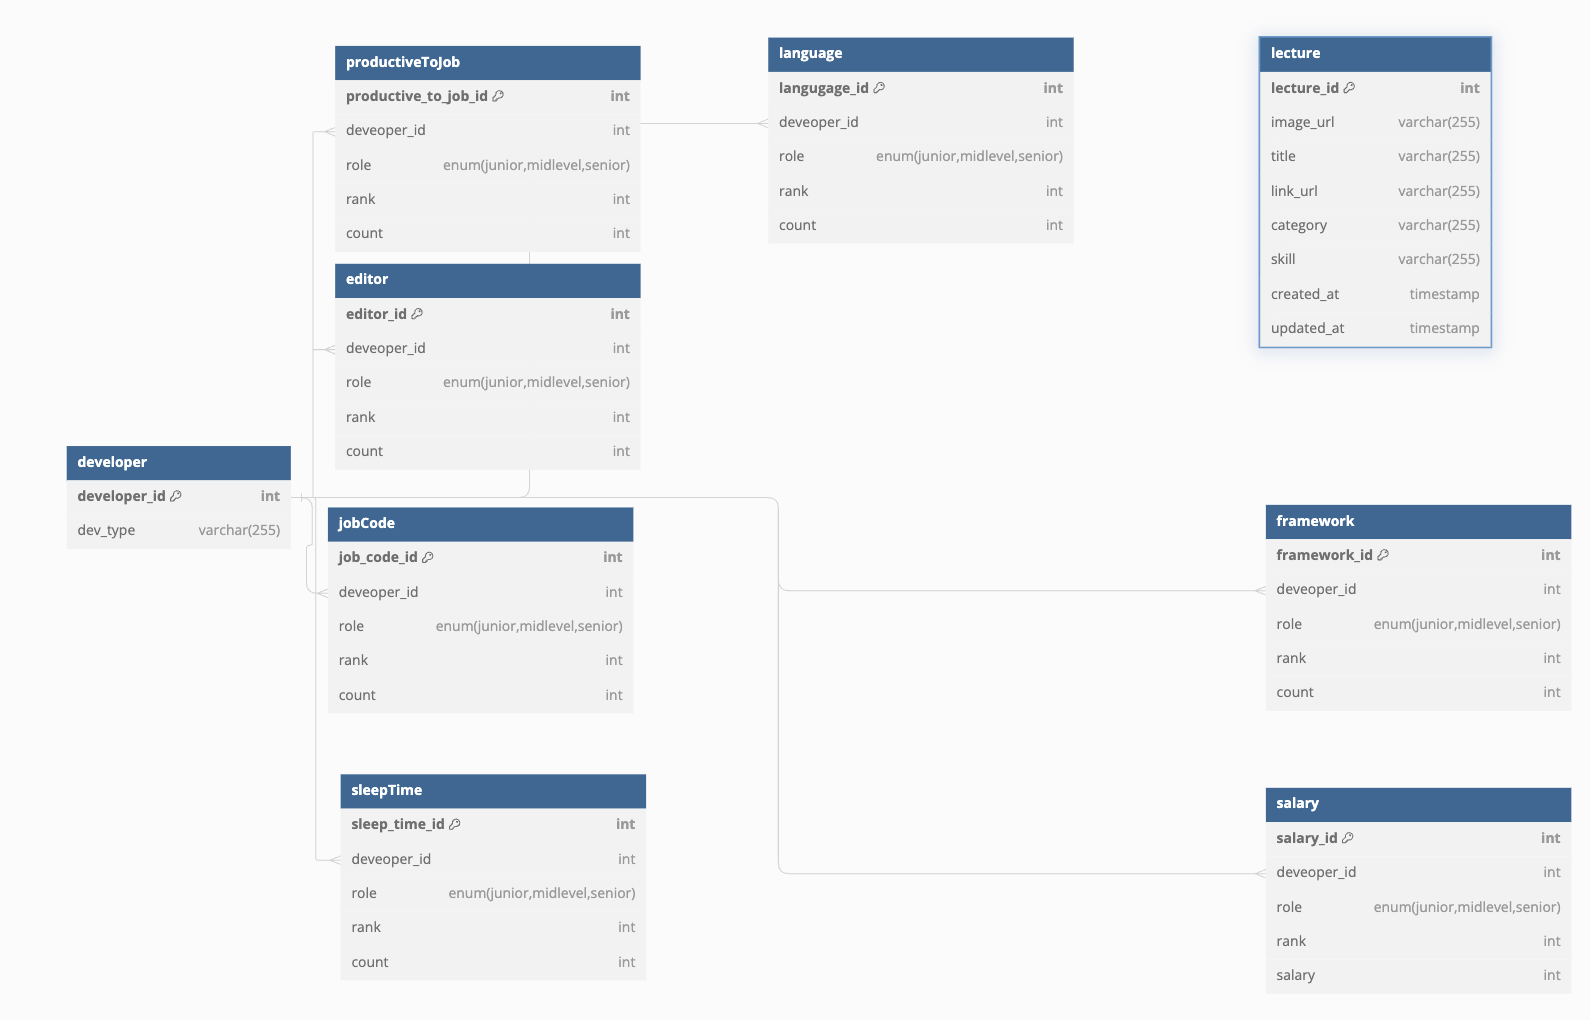 productiveToJob
productive_to_job_id int
deveoper_id int
role enum(junior,midlevel,senior)
rank int
count int
language
langugage_id int
deveoper_id int
role enum(junior,midlevel,senior)
rank int
count int
lecture
lecture_id int
image_url varchar(255)
title varchar(255)
link_url varchar(255)
category varchar(255)
skill varchar(255)
created_at timestamp
updated_at timestamp
editor
editor_id int
deveoper_id int
role enum(junior,midlevel,senior)
rank int
count int
developer
developer_id int
dev_type varchar(255)
jobCode
job_code_id int
deveoper_id int
role enum(junior,midlevel,senior)
rank int
count int
framework
framework_id int
deveoper_id int
role enum(junior,midlevel,senior)
rank int
count int
sleepTime
sleep_time_id int
deveoper_id int
role enum(junior,midlevel,senior)
rank int
count int
salary
salary_id int
deveoper_id int
role enum(junior,midlevel,senior)
rank int
salary int